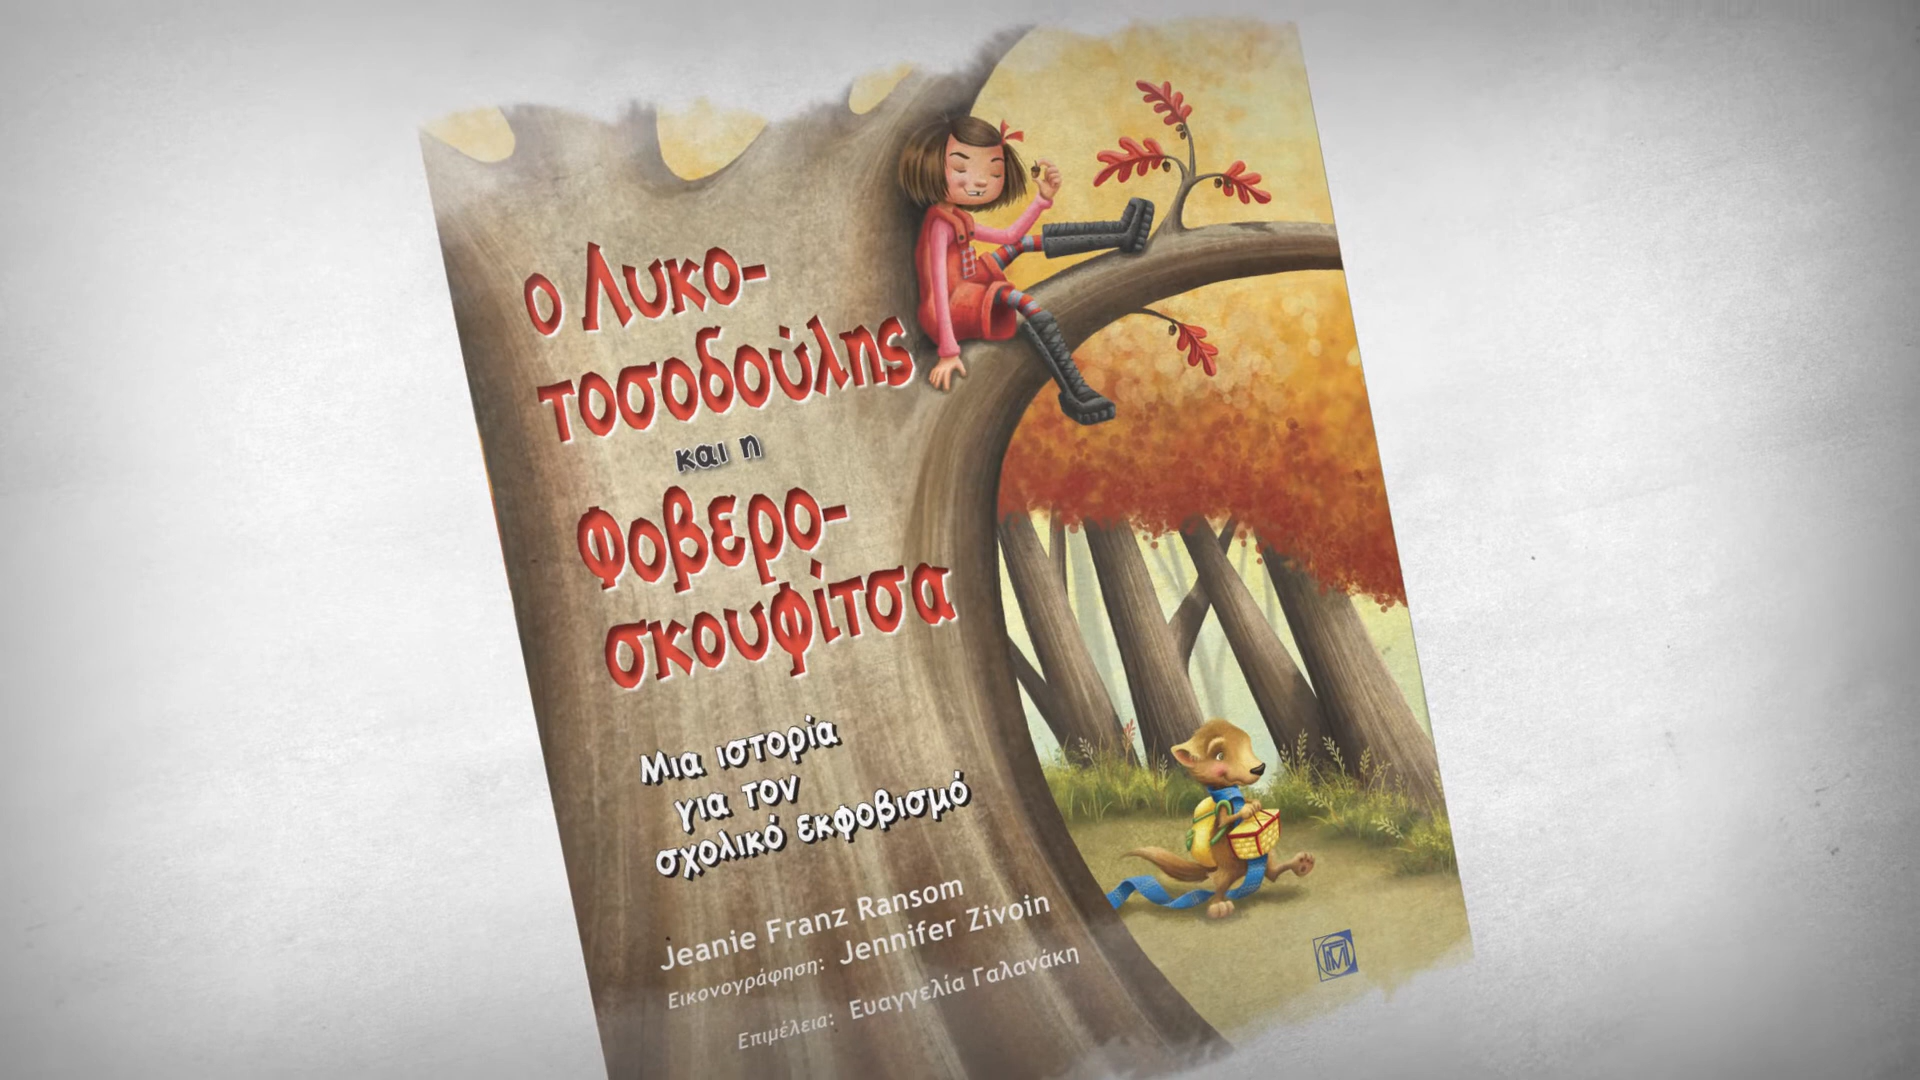 ο Λυκο-
τοσοδούλης
και η
Φοβερο-
σκουφίτσα
Μια ιστορία
για τον
σχολικό εκφοβισμό
Jeanie Franz Ransom
Εικονογράφηση: Jennifer Zivoin
Επιμέλεια: Ευαγγελία Γαλανάκη